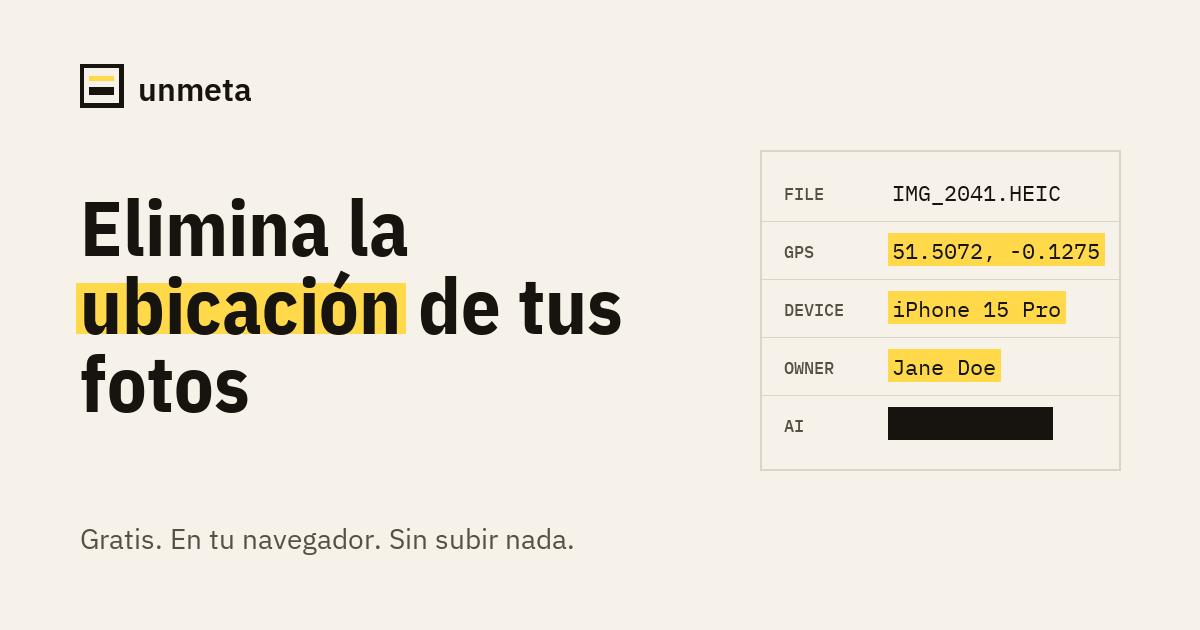 unmeta
Elimina la
ubicación de tus
fotos
Gratis. En tu navegador. Sin subir nada.
FILE IMG_2041.HEIC
GPS 51.5072, -0.1275
DEVICE iPhone 15 Pro
OWNER Jane Doe
AI